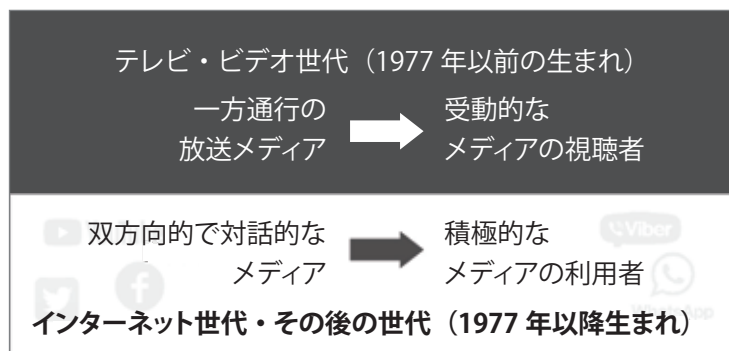 テレビ・ビデオ世代（1977 年以前の生まれ）
一方通行の
放送メディア
受動的な
メディアの視聴者
双方向的で対話的な
メディア
積極的な
メディアの利用者
Viber
インターネット世代・その後の世代（1977 年以降生まれ）